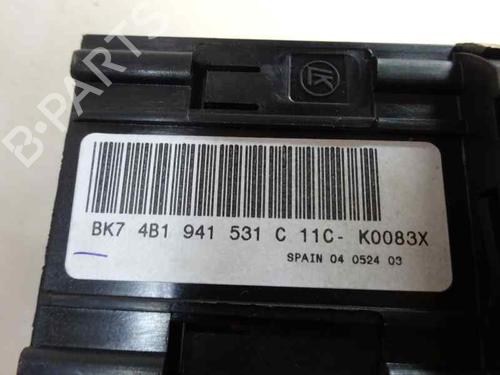 B-PARTS
K
BK7 4B1 941 531 C 11C- K0083X
SPAIN 04 0524 03